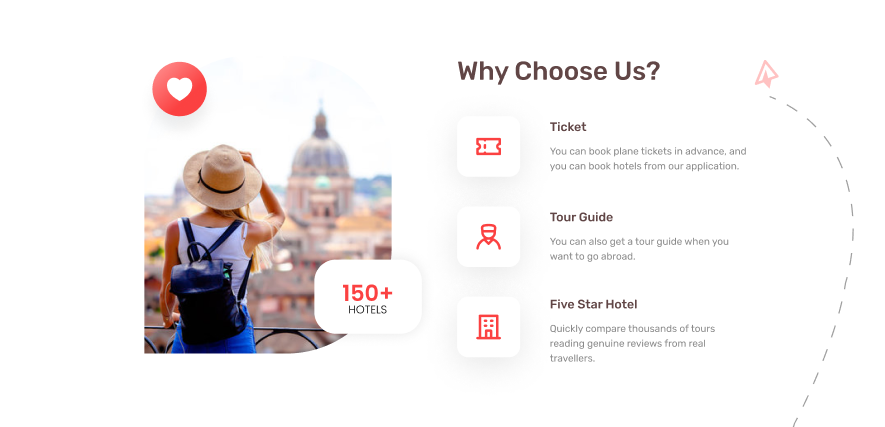 Why Choose Us?
Ticket
You can book plane tickets in advance, and
you can book hotels from our application.
Tour Guide
You can also get a tour guide when you
want to go abroad.
150+
HOTELS
Five Star Hotel
Quickly compare thousands of tours
reading genuine reviews from real
travellers.